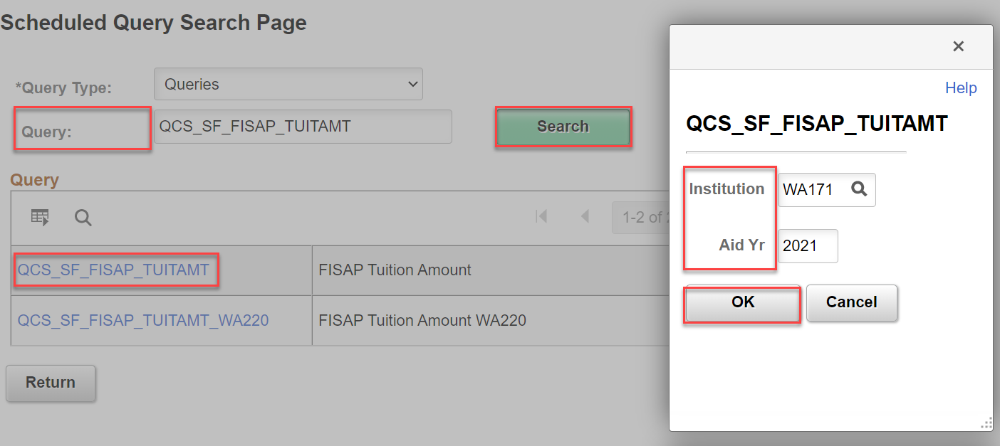 Scheduled Query Search Page
*Query Type: Queries
Query: QCS_SF_FISAP_TUITAMT Search
Query
1-2 of
QCS_SF_FISAP_TUITAMT FISAP Tuition Amount
QCS_SF_FISAP_TUITAMT_WA220 FISAP Tuition Amount WA220
Return
×
Help
QCS_SF_FISAP_TUITAMT
Institution WA171
Aid Yr 2021
OK Cancel